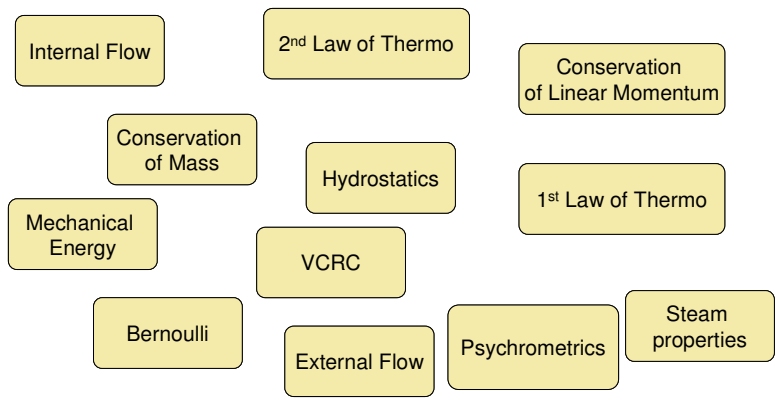 Internal Flow
2nd Law of Thermo
Conservation
of Linear Momentum
Conservation
of Mass
Hydrostatics
1st Law of Thermo
Mechanical
Energy
VCRC
Bernoulli
External Flow
Psychrometrics
Steam
properties